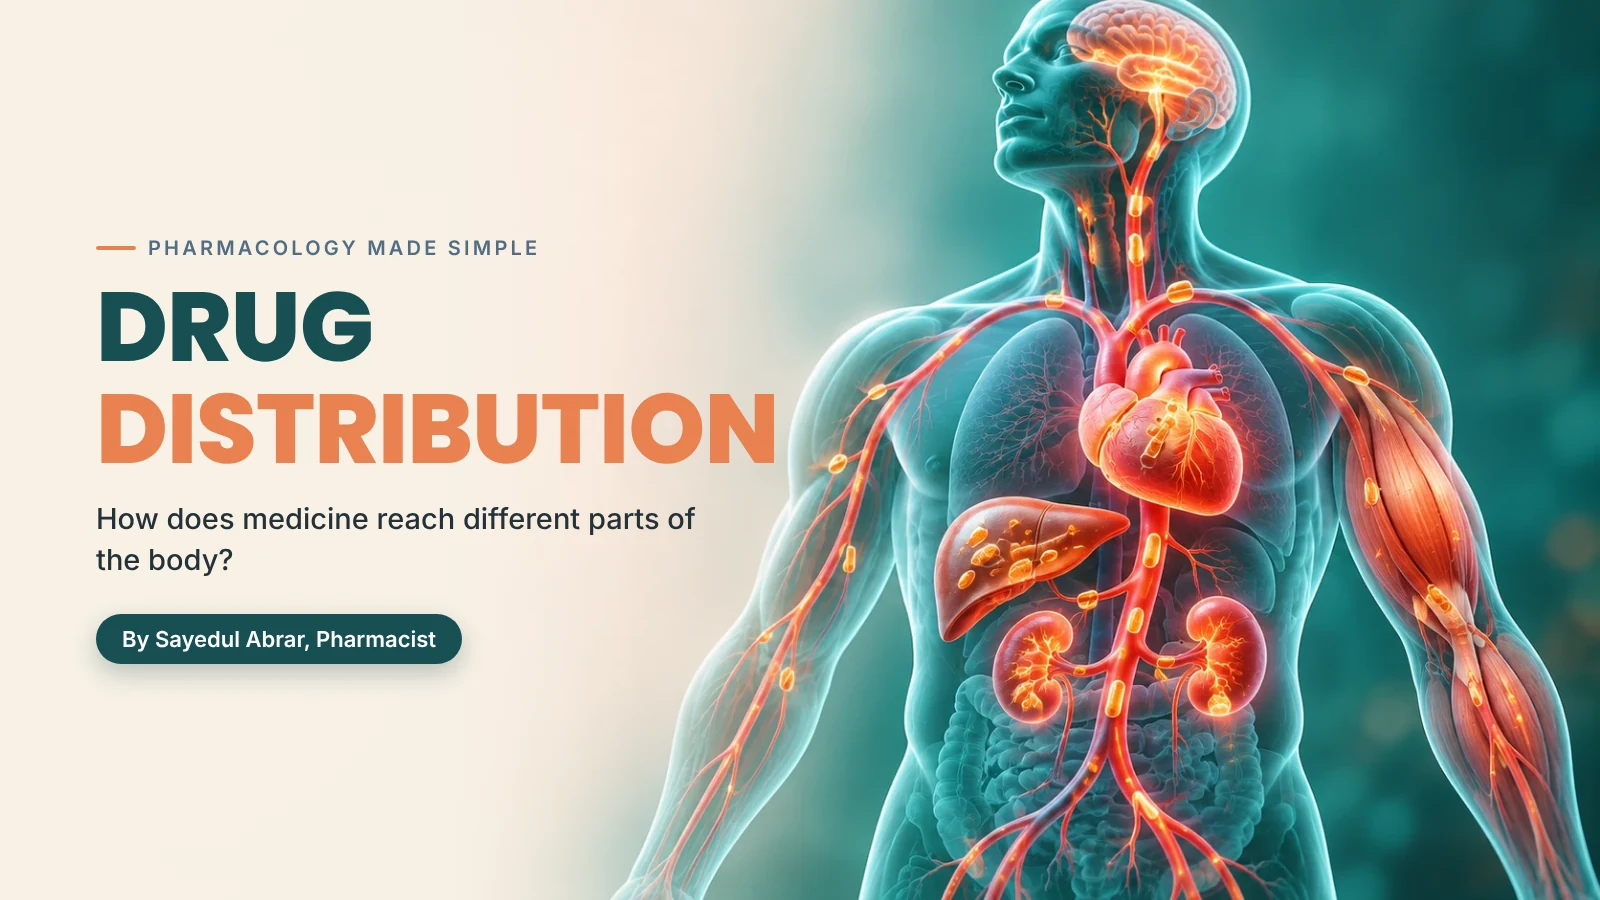 PHARMACOLOGY MADE SIMPLE
DRUG
DISTRIBUTION
How does medicine reach different parts of
the body?
By Sayedul Abrar, Pharmacist